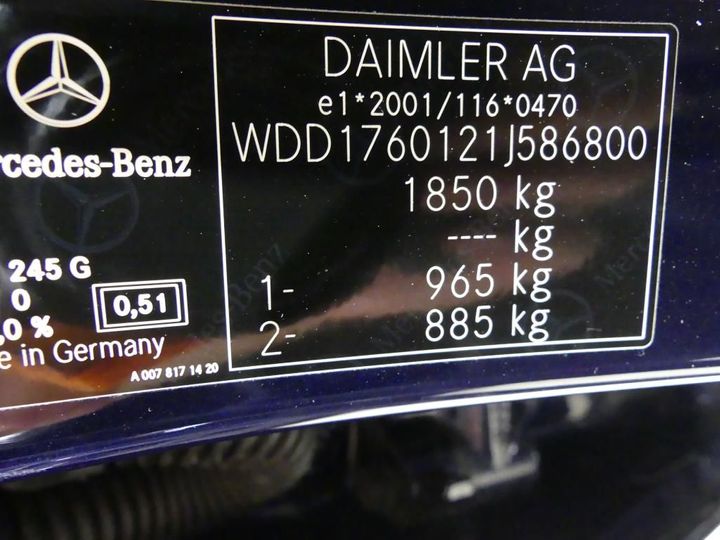 DAIMLER AG
e1*2001/116*0470
WDD1760121J586800
1850 kg
---- kg
1- 965 kg
2- 885 kg
rcedes-Benz
245 G
0
,0 %
0,51
e in Germany
A 007 817 14 20